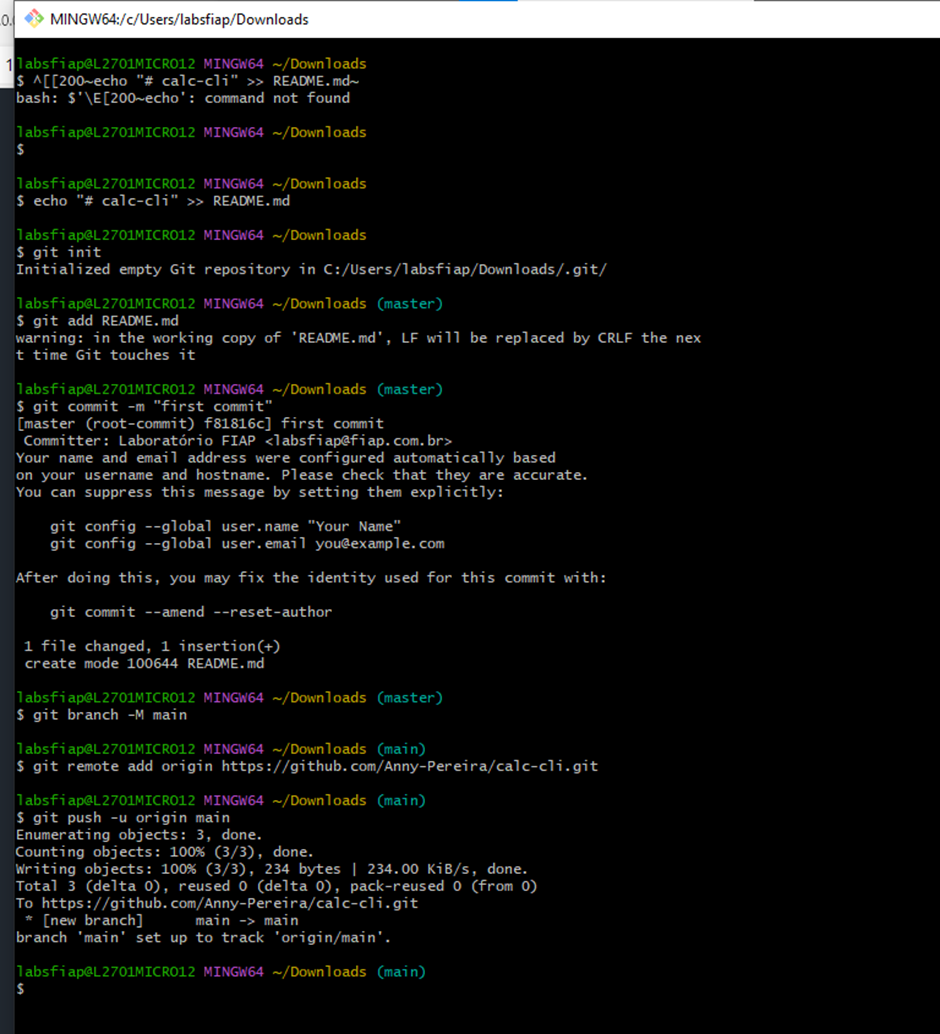 .0.
MINGW64:/c/Users/labsfiap/Downloads
1
labsfiap@L2701MICRO12 MINGW64 ~/Downloads
$ ^[[200~echo "# calc-cli" >> README.md~
bash: $'\E[200~echo': command not found
labsfiap@L2701MICRO12 MINGW64 ~/Downloads
$
labsfiap@L2701MICRO12 MINGW64 ~/Downloads
$ echo "# calc-cli" >> README.md
labsfiap@L2701MICRO12 MINGW64 ~/Downloads
$ git init
Initialized empty Git repository in C:/Users/labsfiap/Downloads/.git/
labsfiap@L2701MICRO12 MINGW64 ~/Downloads (master)
$ git add README.md
warning: in the working copy of 'README.md', LF will be replaced by CRLF the nex
t time Git touches it
labsfiap@L2701MICRO12 MINGW64 ~/Downloads (master)
$ git commit -m "first commit"
[master (root-commit) f81816c] first commit
Committer: Laboratório FIAP <labsfiap@fiap.com.br>
Your name and email address were configured automatically based
on your username and hostname. Please check that they are accurate.
You can suppress this message by setting them explicitly:
git config --global user.name "Your Name"
git config --global user.email you@example.com
After doing this, you may fix the identity used for this commit with:
git commit --amend --reset-author
1 file changed, 1 insertion(+)
create mode 100644 README.md
labsfiap@L2701MICRO12 MINGW64 ~/Downloads (master)
$ git branch -M main
labsfiap@L2701MICRO12 MINGW64 ~/Downloads (main)
$ git remote add origin https://github.com/Anny-Pereira/calc-cli.git
labsfiap@L2701MICRO12 MINGW64 ~/Downloads (main)
$ git push -u origin main
Enumerating objects: 3, done.
Counting objects: 100% (3/3), done.
Writing objects: 100% (3/3), 234 bytes | 234.00 KiB/s, done.
Total 3 (delta 0), reused 0 (delta 0), pack-reused 0 (from 0)
To https://github.com/Anny-Pereira/calc-cli.git
* [new branch]      main -> main
branch 'main' set up to track 'origin/main'.
labsfiap@L2701MICRO12 MINGW64 ~/Downloads (main)
$